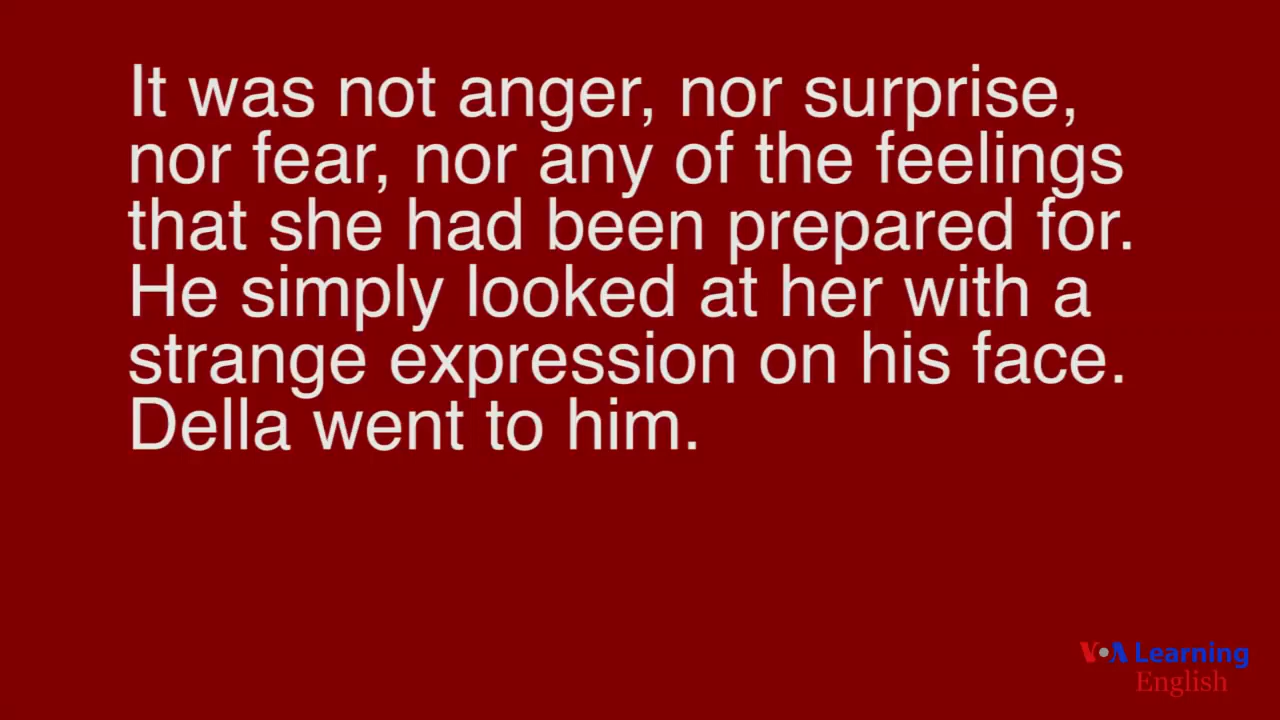 It was not anger, nor surprise,
nor fear, nor any of the feelings
that she had been prepared for.
He simply looked at her with a
strange expression on his face.
Della went to him.
VOA Learning
English